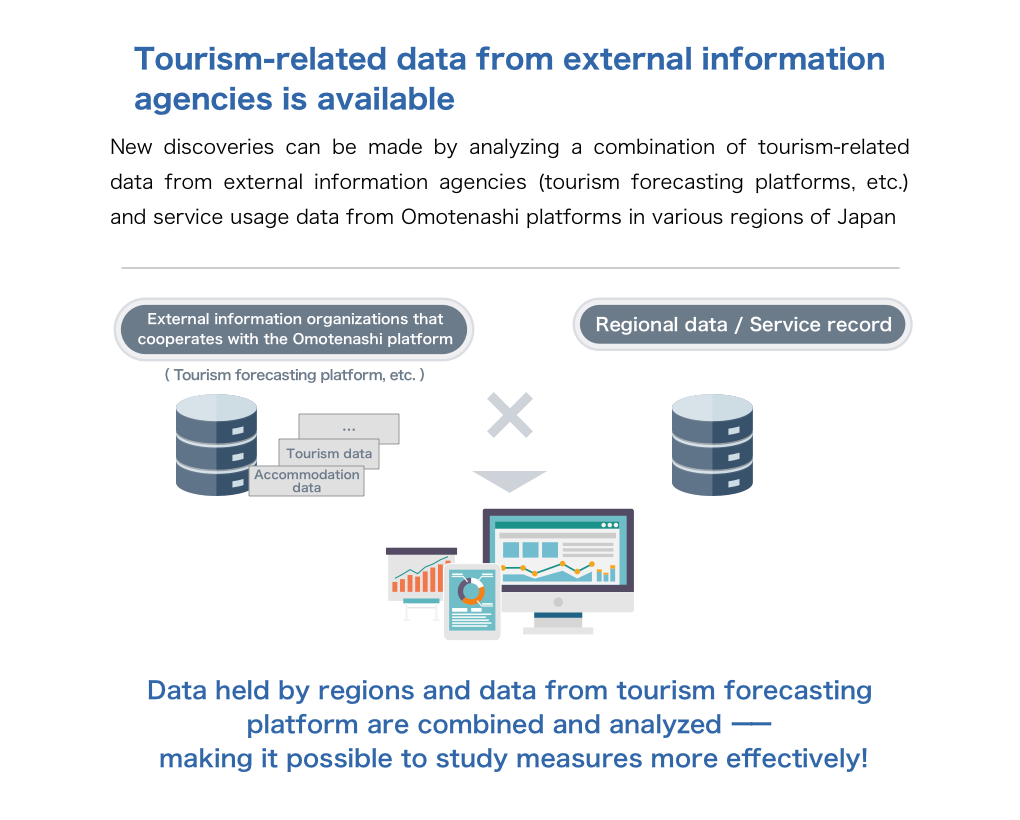 Tourism-related data from external information
agencies is available
New discoveries can be made by analyzing a combination of tourism-related
data from external information agencies (tourism forecasting platforms, etc.)
and service usage data from Omotenashi platforms in various regions of Japan
External information organizations that
cooperates with the Omotenashi platform
( Tourism forecasting platform, etc. )
Regional data / Service record
...
Tourism data
Accommodation
data
Data held by regions and data from tourism forecasting
platform are combined and analyzed ──
making it possible to study measures more effectively!